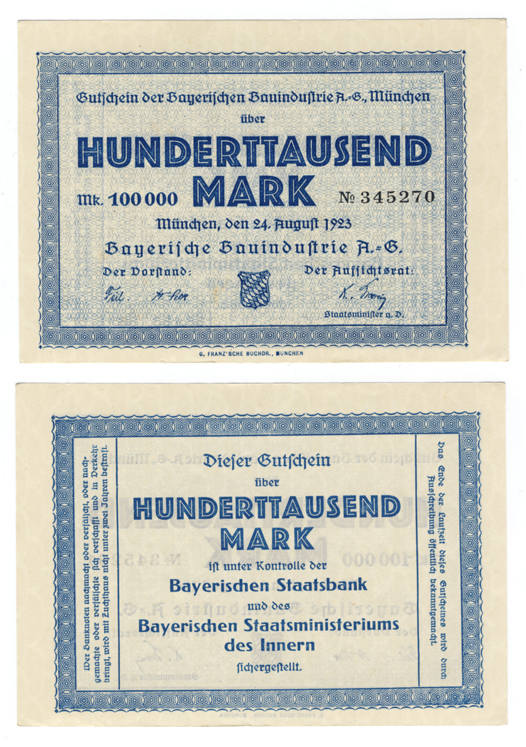 Gutschein der Bayerischen Bauindustrie A.-G., München
über
HUNDERTTAUSEND
Mk. 100 000 MARK № 345270
München, den 24. August 1923
Bayerische Bauindustrie A.-G.
Der Vorstand: Der Aufsichtsrat:
Staatsminister a. D.
G. FRANZ'SCHE BUCHDR., MÜNCHEN
Wer Banknoten nachmacht oder verfälscht, oder nach-
gemachte oder verfälschte sich verschafft und in Verkehr
bringt, wird mit Zuchthaus nicht unter zwei Jahren bestraft.
Dieser Gutschein
über
HUNDERTTAUSEND
MARK
ist unter Kontrolle der
Bayerischen Staatsbank
und des
Bayerischen Staatsministeriums
des Innern
sichergestellt.
Das Ende der Laufzeit dieses Gutscheines wird durch
Ausschreibung öffentlich bekanntgemacht.